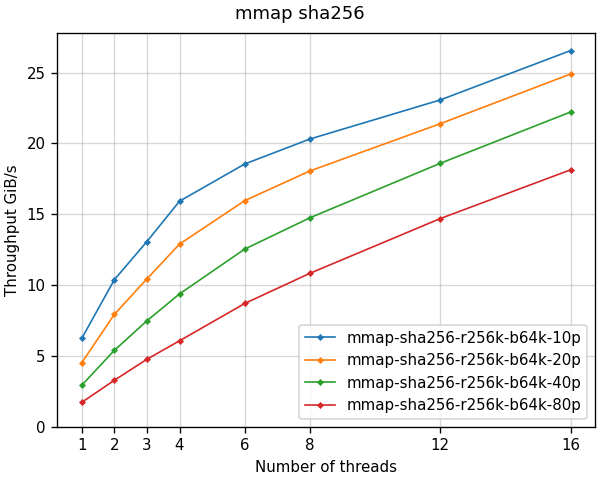 mmap sha256
Throughput GiB/s
25
20
15
10
5
0
1 2 3 4 6 8 12 16
Number of threads
mmap-sha256-r256k-b64k-10p
mmap-sha256-r256k-b64k-20p
mmap-sha256-r256k-b64k-40p
mmap-sha256-r256k-b64k-80p